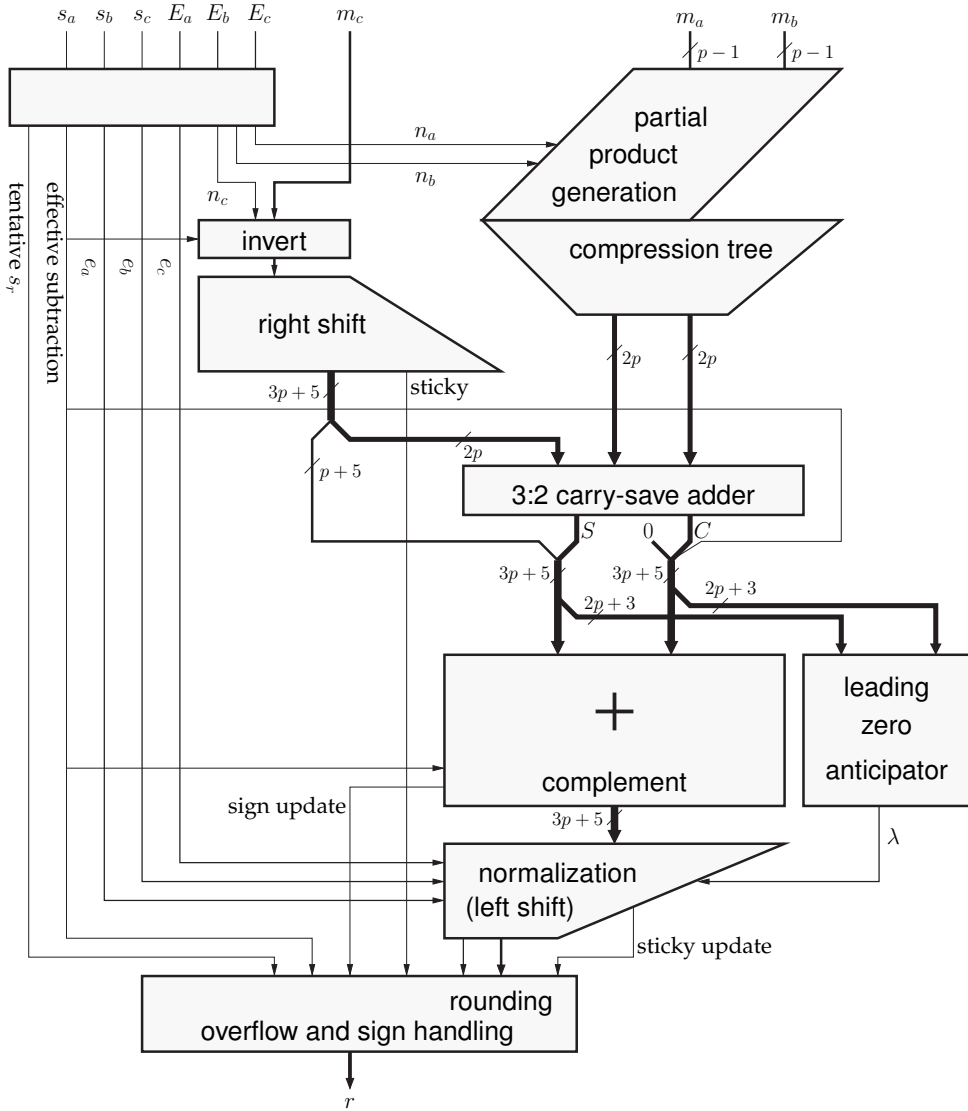 s_a s_b s_c E_a E_b E_c m_c m_a m_b
p − 1 p − 1
partial
product
generation
n_a
n_b
n_c
tentative s_r
effective subtraction
e_a
e_b
e_c
invert
compression tree
right shift
2p 2p
3p + 5
sticky
2p
p + 5
3:2 carry-save adder
S 0 C
3p + 5 3p + 5
2p + 3 2p + 3
+
complement
leading
zero
anticipator
sign update
3p + 5
λ
normalization
(left shift)
sticky update
rounding
overflow and sign handling
r